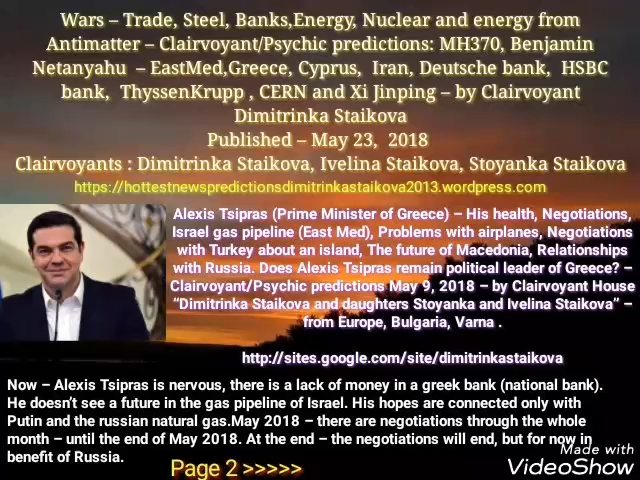 Wars – Trade, Steel, Banks,Energy, Nuclear and energy from
Antimatter – Clairvoyant/Psychic predictions: MH370, Benjamin
Netanyahu – EastMed,Greece, Cyprus, Iran, Deutsche bank, HSBC
bank, ThyssenKrupp , CERN and Xi Jinping – by Clairvoyant
Dimitrinka Staikova
Published – May 23, 2018
Clairvoyants : Dimitrinka Staikova, Ivelina Staikova, Stoyanka Staikova
https://hottestnewspredictionsdimitrinkastaikova2013.wordpress.com
Alexis Tsipras (Prime Minister of Greece) – His health, Negotiations,
Israel gas pipeline (East Med), Problems with airplanes, Negotiations
with Turkey about an island, The future of Macedonia, Relationships
with Russia. Does Alexis Tsipras remain political leader of Greece? –
Clairvoyant/Psychic predictions May 9, 2018 – by Clairvoyant House
“Dimitrinka Staikova and daughters Stoyanka and Ivelina Staikova” –
from Europe, Bulgaria, Varna .
http://sites.google.com/site/dimitrinkastaikova
Now – Alexis Tsipras is nervous, there is a lack of money in a greek bank (national bank).
He doesn’t see a future in the gas pipeline of Israel. His hopes are connected only with
Putin and the russian natural gas.May 2018 – there are negotiations through the whole
month – until the end of May 2018. At the end – the negotiations will end, but for now in
benefit of Russia.
Page 2 >>>>>
Made with
VideoShow